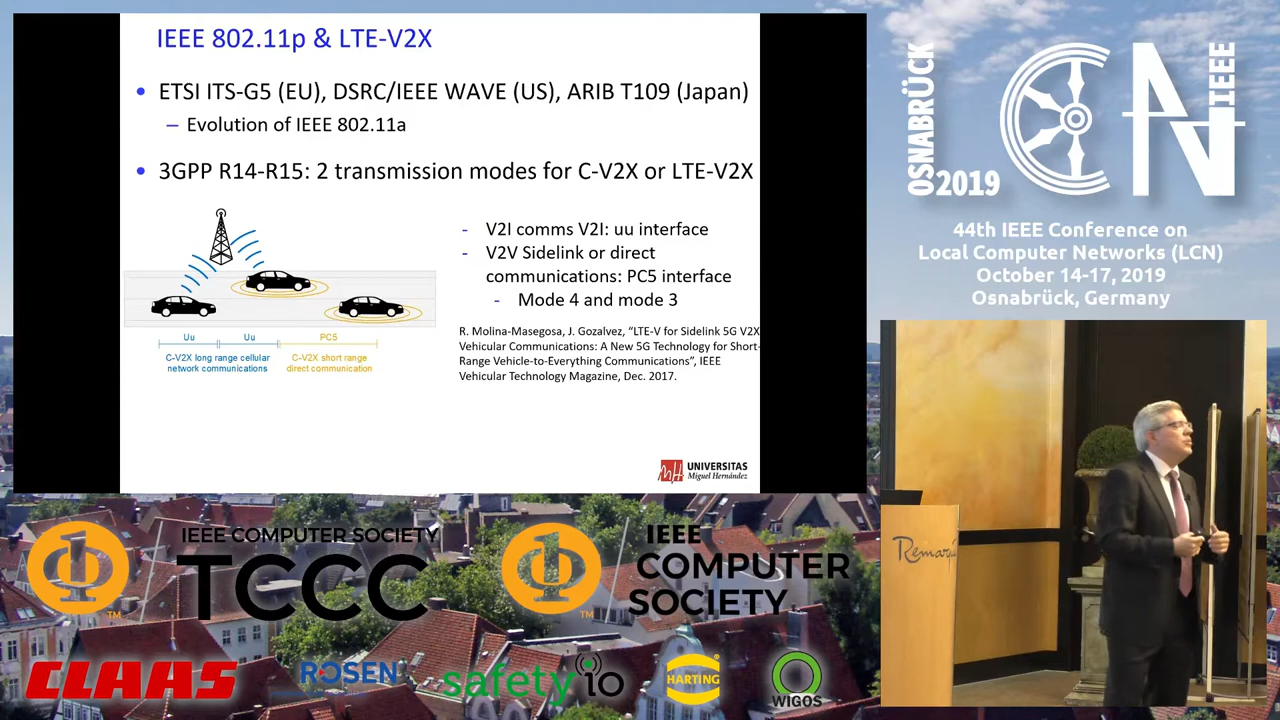 IEEE 802.11p & LTE-V2X
• ETSI ITS-G5 (EU), DSRC/IEEE WAVE (US), ARIB T109 (Japan)
– Evolution of IEEE 802.11a
• 3GPP R14-R15: 2 transmission modes for C-V2X or LTE-V2X
- V2I comms V2I: uu interface
- V2V Sidelink or direct
communications: PC5 interface
- Mode 4 and mode 3
Uu Uu PC5
C-V2X long range cellular
network communications
C-V2X short range
direct communication
R. Molina-Masegosa, J. Gozalvez, “LTE-V for Sidelink 5G V2X
Vehicular Communications: A New 5G Technology for Short-
Range Vehicle-to-Everything Communications”, IEEE
Vehicular Technology Magazine, Dec. 2017.
UNIVERSITAS
Miguel Hernández
OSNABRÜCK
2019
LCN
IEEE
44th IEEE Conference on
Local Computer Networks (LCN)
October 14-17, 2019
Osnabrück, Germany
IEEE COMPUTER SOCIETY
TCCC
TM
IEEE
COMPUTER
SOCIETY
TM
CLAAS
ROSEN
safety io
HARTING
WIGOS